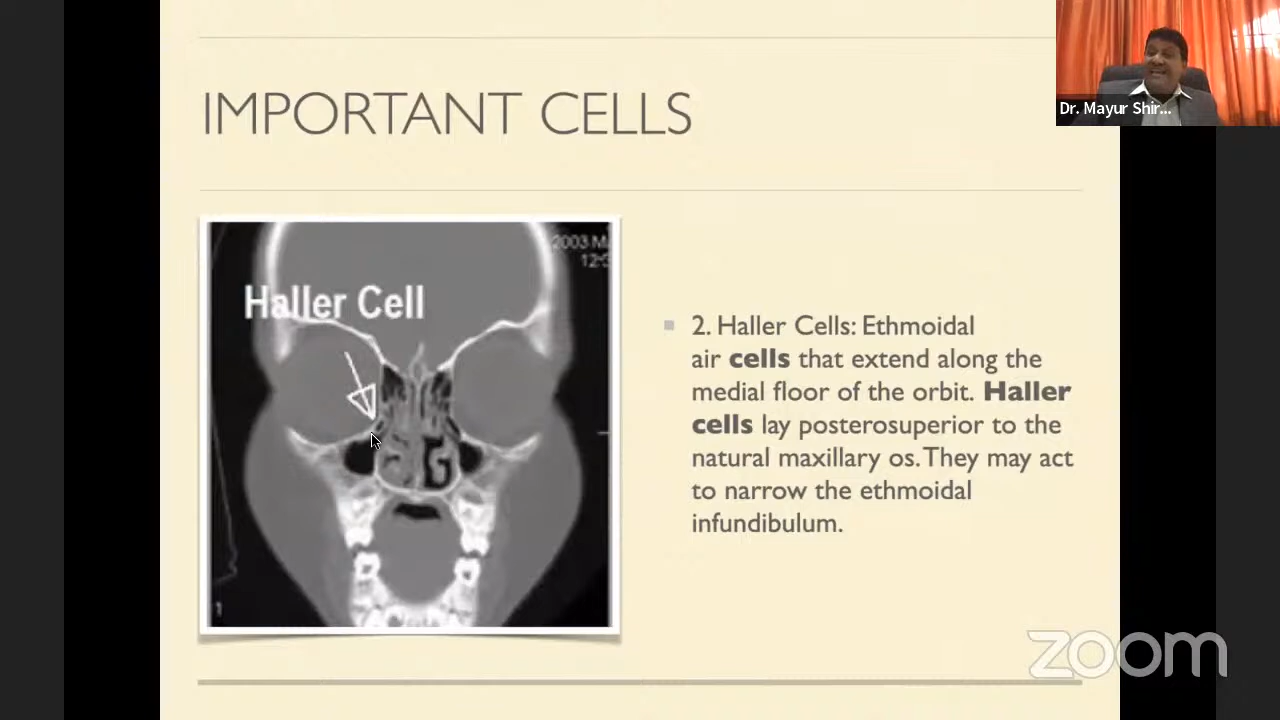 IMPORTANT CELLS
Dr. Mayur Shir...
2003
Haller Cell
2. Haller Cells: Ethmoidal
air cells that extend along the
medial floor of the orbit. Haller
cells lay posterosuperior to the
natural maxillary os. They may act
to narrow the ethmoidal
infundibulum.
1
zoom